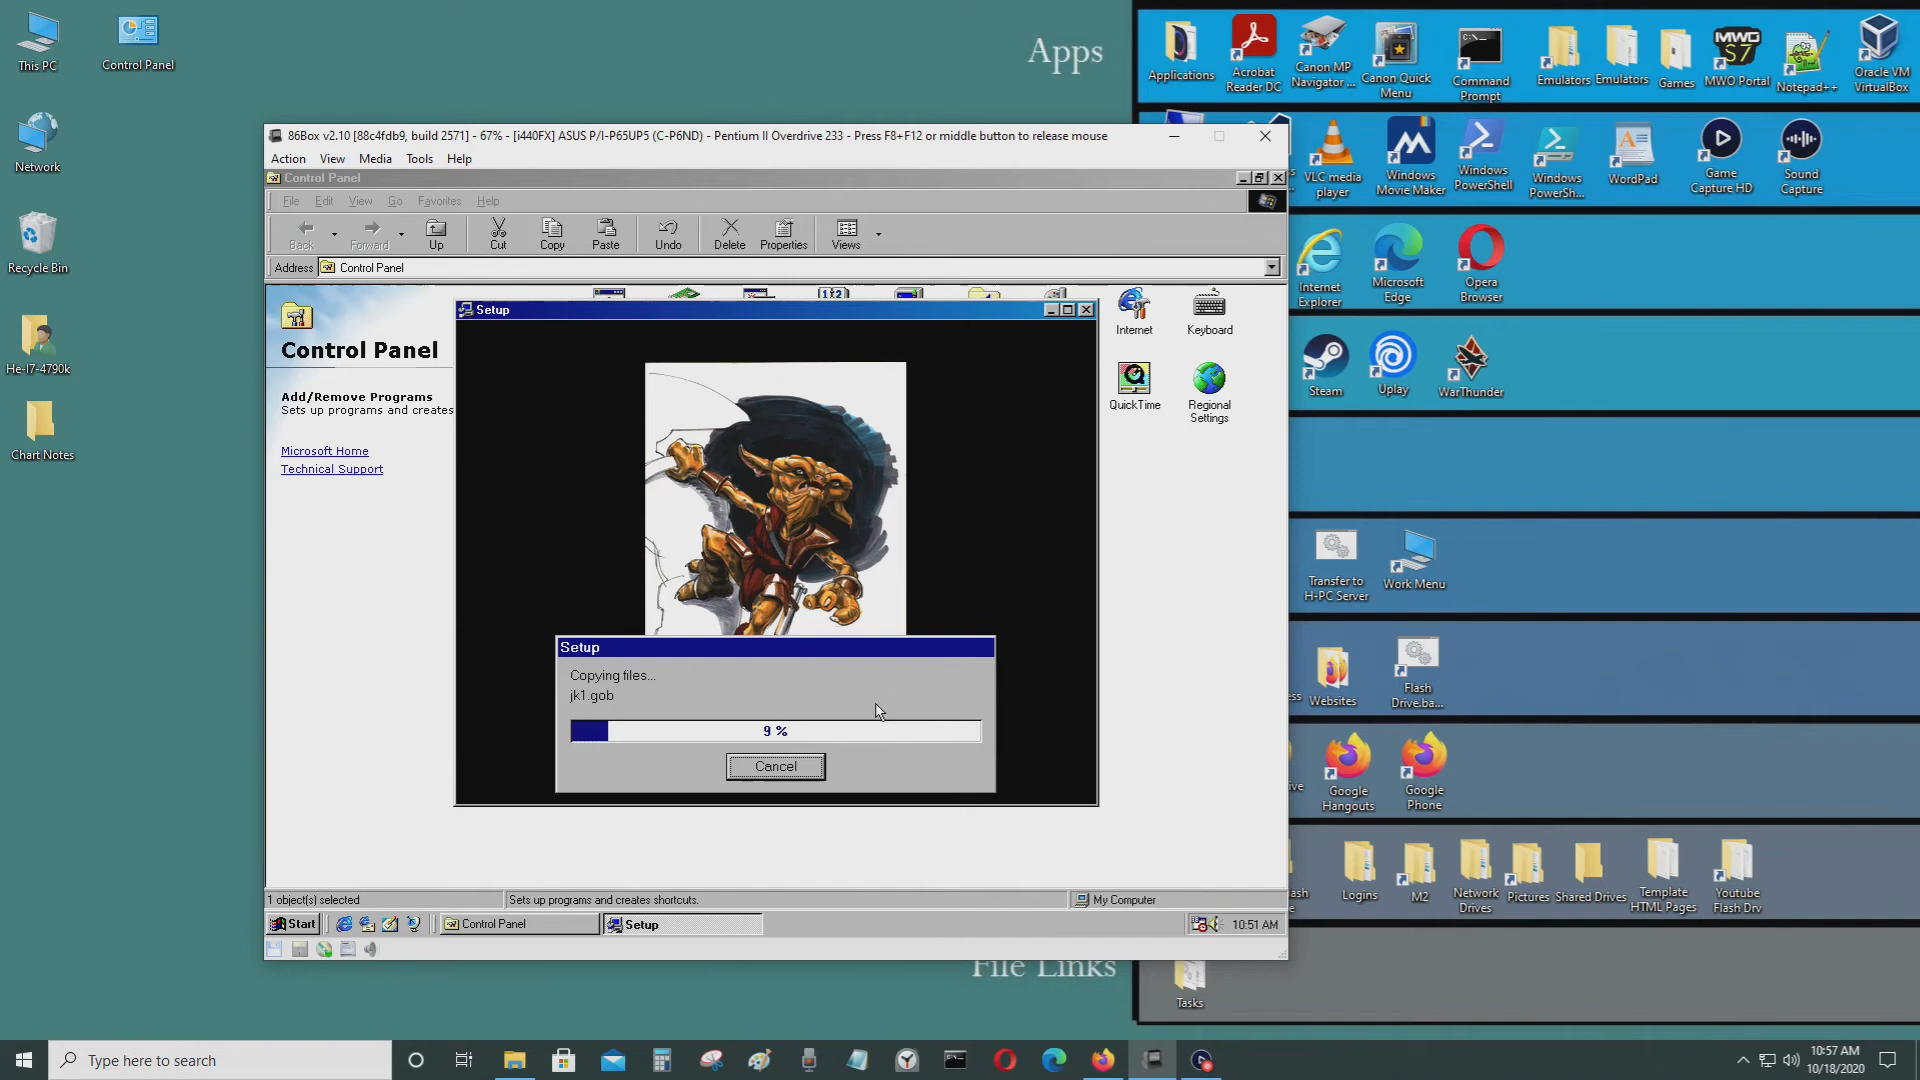 This PC
Control Panel
Network
Recycle Bin
He-I7-4790k
Chart Notes
Apps
Applications
Acrobat
Reader DC
Canon MP
Navigator ...
Canon Quick
Menu
Command
Prompt
Emulators
Emulators
Games
MWO Portal
Notepad++
Oracle VM
VirtualBox
VLC media
player
Windows
Movie Maker
Windows
PowerShell
Windows
PowerSh...
WordPad
Game
Capture HD
Sound
Capture
Internet
Explorer
Microsoft
Edge
Opera
Browser
Steam
Uplay
WarThunder
Transfer to
H-PC Server
Work Menu
Websites
Flash
Drive.ba...
Google
Hangouts
Google
Phone
Logins
M2
Network
Drives
Pictures
Shared Drives
Template
HTML Pages
Youtube
Flash Drv
File Links
Tasks
86Box v2.10 [88c4fdb9, build 2571] - 67% - [i440FX] ASUS P/I-P65UP5 (C-P6ND) - Pentium II Overdrive 233 - Press F8+F12 or middle button to release mouse
Action View Media Tools Help
Control Panel
File Edit View Go Favorites Help
Back Forward Up Cut Copy Paste Undo Delete Properties Views
Address Control Panel
Control Panel
Add/Remove Programs
Sets up programs and creates
Microsoft Home
Technical Support
Internet
Keyboard
QuickTime
Regional
Settings
Setup
Setup
Copying files...
jk1.gob
9 %
Cancel
1 object(s) selected
Sets up programs and creates shortcuts.
My Computer
Start
Control Panel
Setup
10:51 AM
Type here to search
10:57 AM
10/18/2020